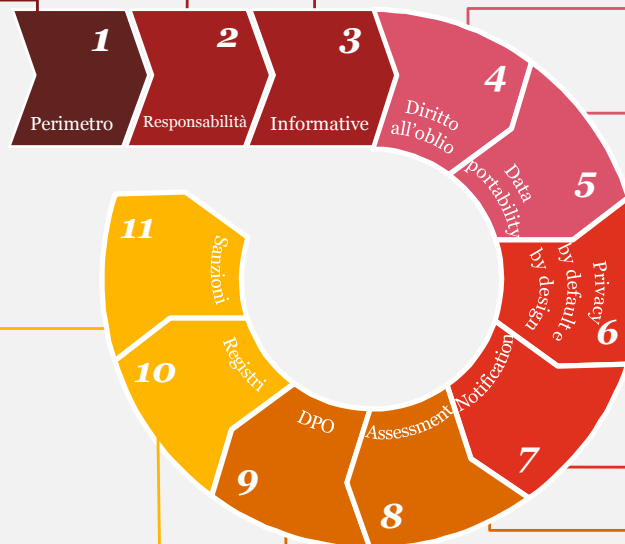 1
Perimetro
2
Responsabilità
3
Informative
4
Diritto
all'oblio
5
Data
portability
6
Privacy
by default e
by design
7
Notification
8
Assessment
9
DPO
10
Registri
11
Sanzioni